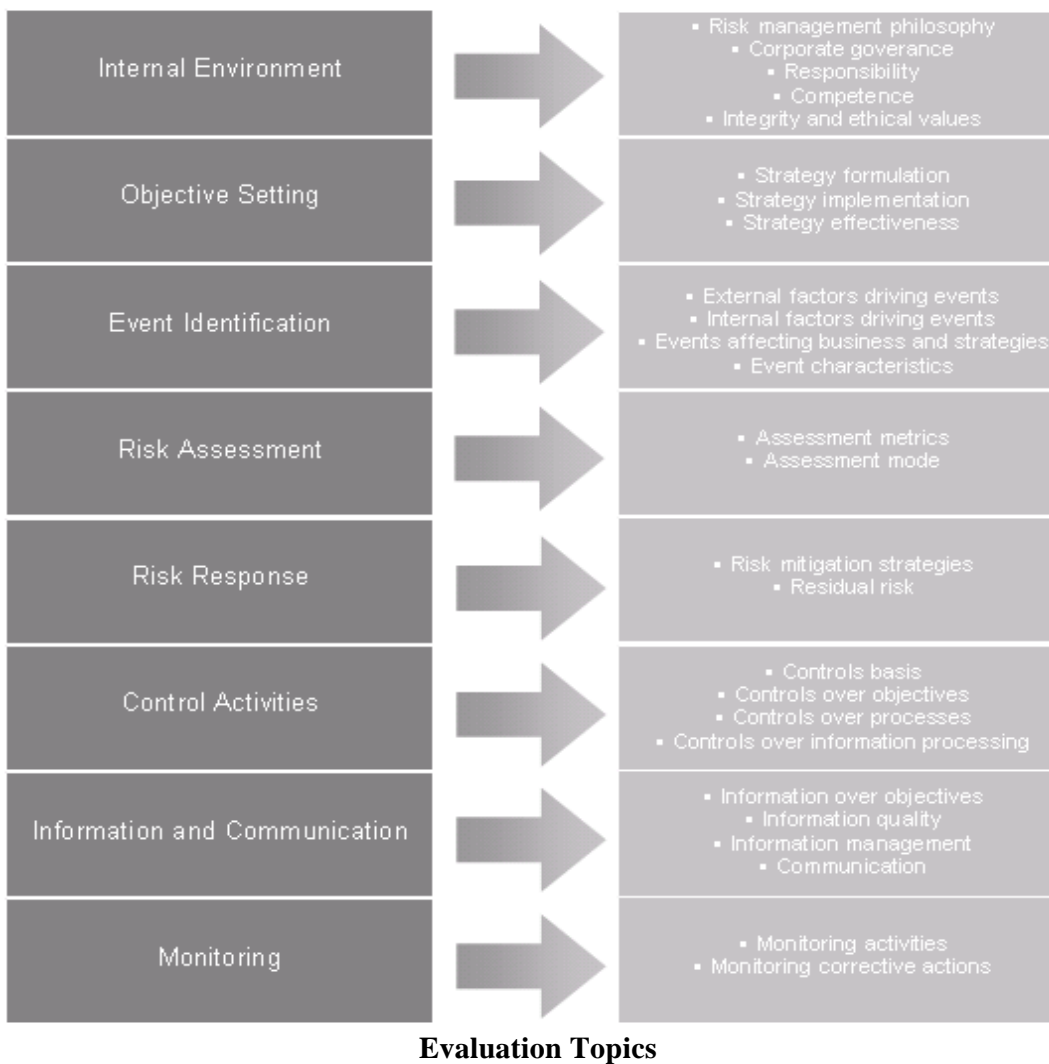 Internal Environment
▪ Risk management philosophy
▪ Corporate goverance
▪ Responsibility
▪ Competence
▪ Integrity and ethical values
Objective Setting
▪ Strategy formulation
▪ Strategy implementation
▪ Strategy effectiveness
Event Identification
▪ External factors driving events
▪ Internal factors driving events
▪ Events affecting business and strategies
▪ Event characteristics
Risk Assessment
▪ Assessment metrics
▪ Assessment mode
Risk Response
▪ Risk mitigation strategies
▪ Residual risk
Control Activities
▪ Controls basis
▪ Controls over objectives
▪ Controls over processes
▪ Controls over information processing
Information and Communication
▪ Information over objectives
▪ Information quality
▪ Information management
▪ Communication
Monitoring
▪ Monitoring activities
▪ Monitoring corrective actions
Evaluation Topics